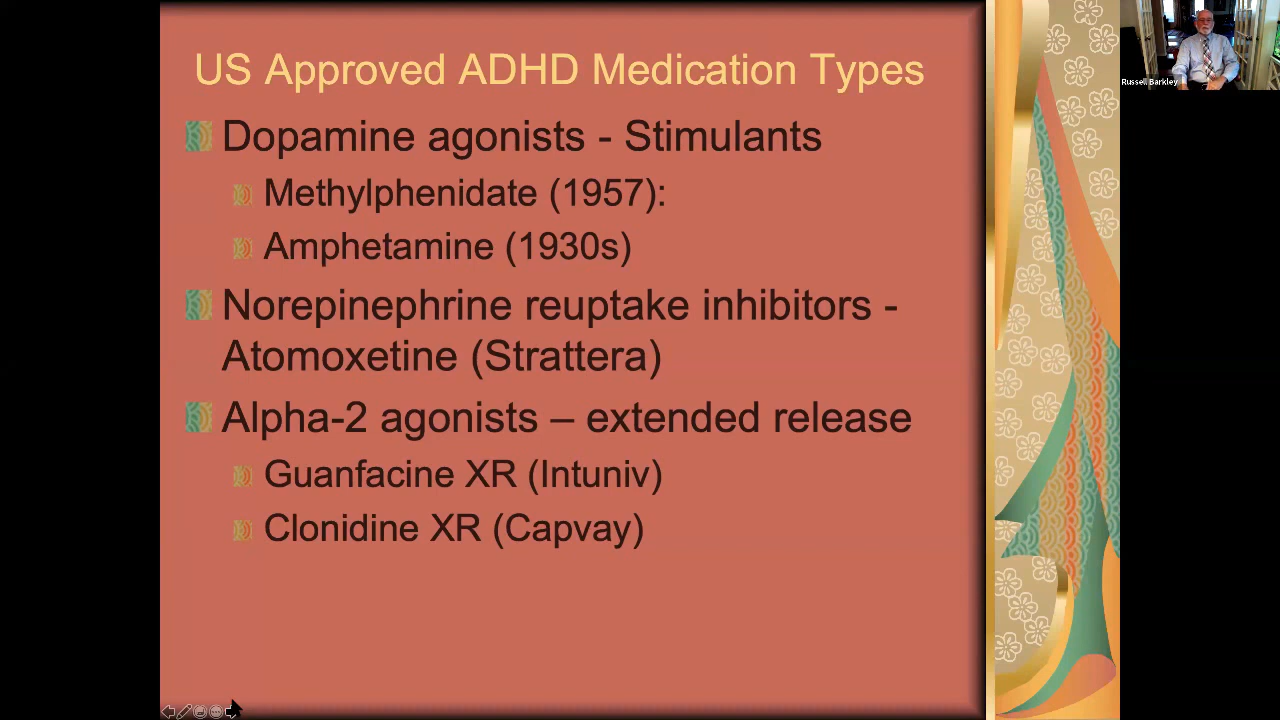 US Approved ADHD Medication Types
Dopamine agonists - Stimulants
Methylphenidate (1957):
Amphetamine (1930s)
Norepinephrine reuptake inhibitors -
Atomoxetine (Strattera)
Alpha-2 agonists – extended release
Guanfacine XR (Intuniv)
Clonidine XR (Capvay)
Russell Barkley